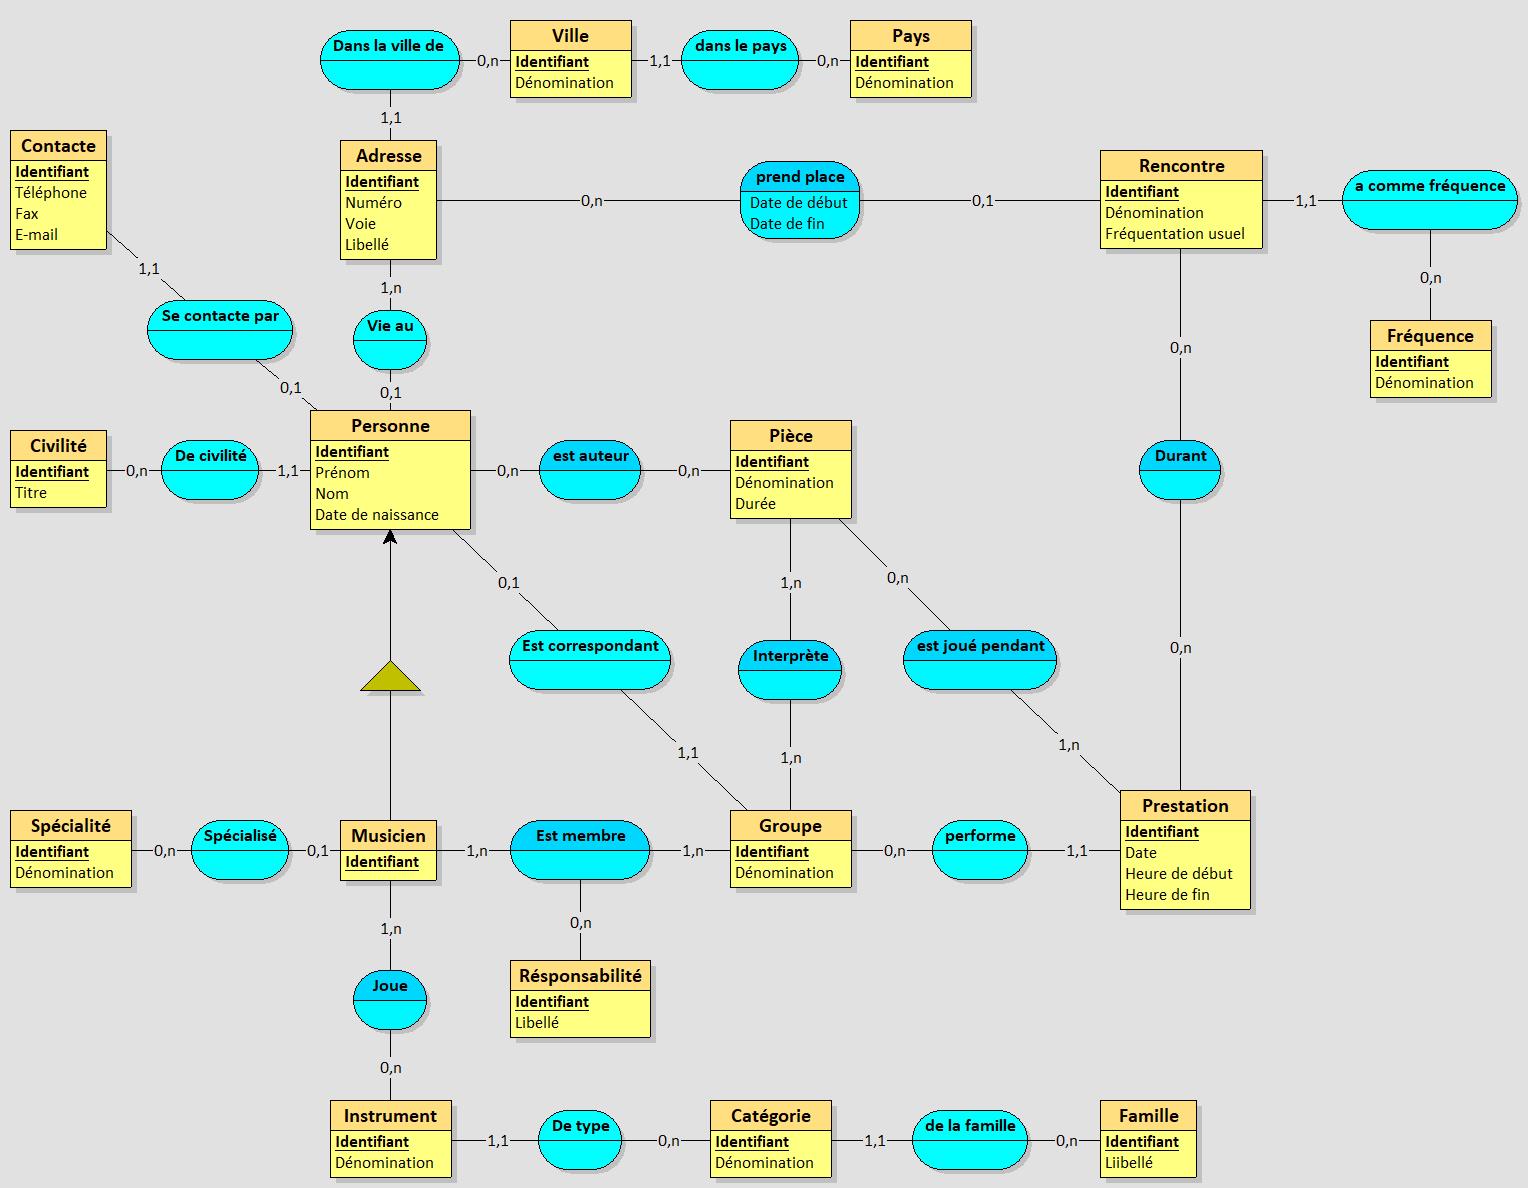 Dans la ville de
0,n
Ville
Identifiant
Dénomination
1,1
dans le pays
0,n
Pays
Identifiant
Dénomination
1,1
Contacte
Identifiant
Téléphone
Fax
E-mail
Adresse
Identifiant
Numéro
Voie
Libellé
0,n
prend place
Date de début
Date de fin
0,1
Rencontre
Identifiant
Dénomination
Fréquentation usuel
1,1
a comme fréquence
1,1
1,n
0,n
Se contacte par
Vie au
0,n
Fréquence
Identifiant
Dénomination
0,1
0,1
Civilité
Identifiant
Titre
0,n
De civilité
1,1
Personne
Identifiant
Prénom
Nom
Date de naissance
0,n
est auteur
0,n
Pièce
Identifiant
Dénomination
Durée
Durant
0,1
1,n
0,n
Est correspondant
Interprète
est joué pendant
0,n
1,1
1,n
1,n
Spécialité
Identifiant
Dénomination
0,n
Spécialisé
0,1
Musicien
Identifiant
1,n
Est membre
1,n
Groupe
Identifiant
Dénomination
0,n
performe
1,1
Prestation
Identifiant
Date
Heure de début
Heure de fin
1,n
0,n
Joue
Résponsabilité
Identifiant
Libellé
0,n
Instrument
Identifiant
Dénomination
1,1
De type
0,n
Catégorie
Identifiant
Dénomination
1,1
de la famille
0,n
Famille
Identifiant
Liibellé